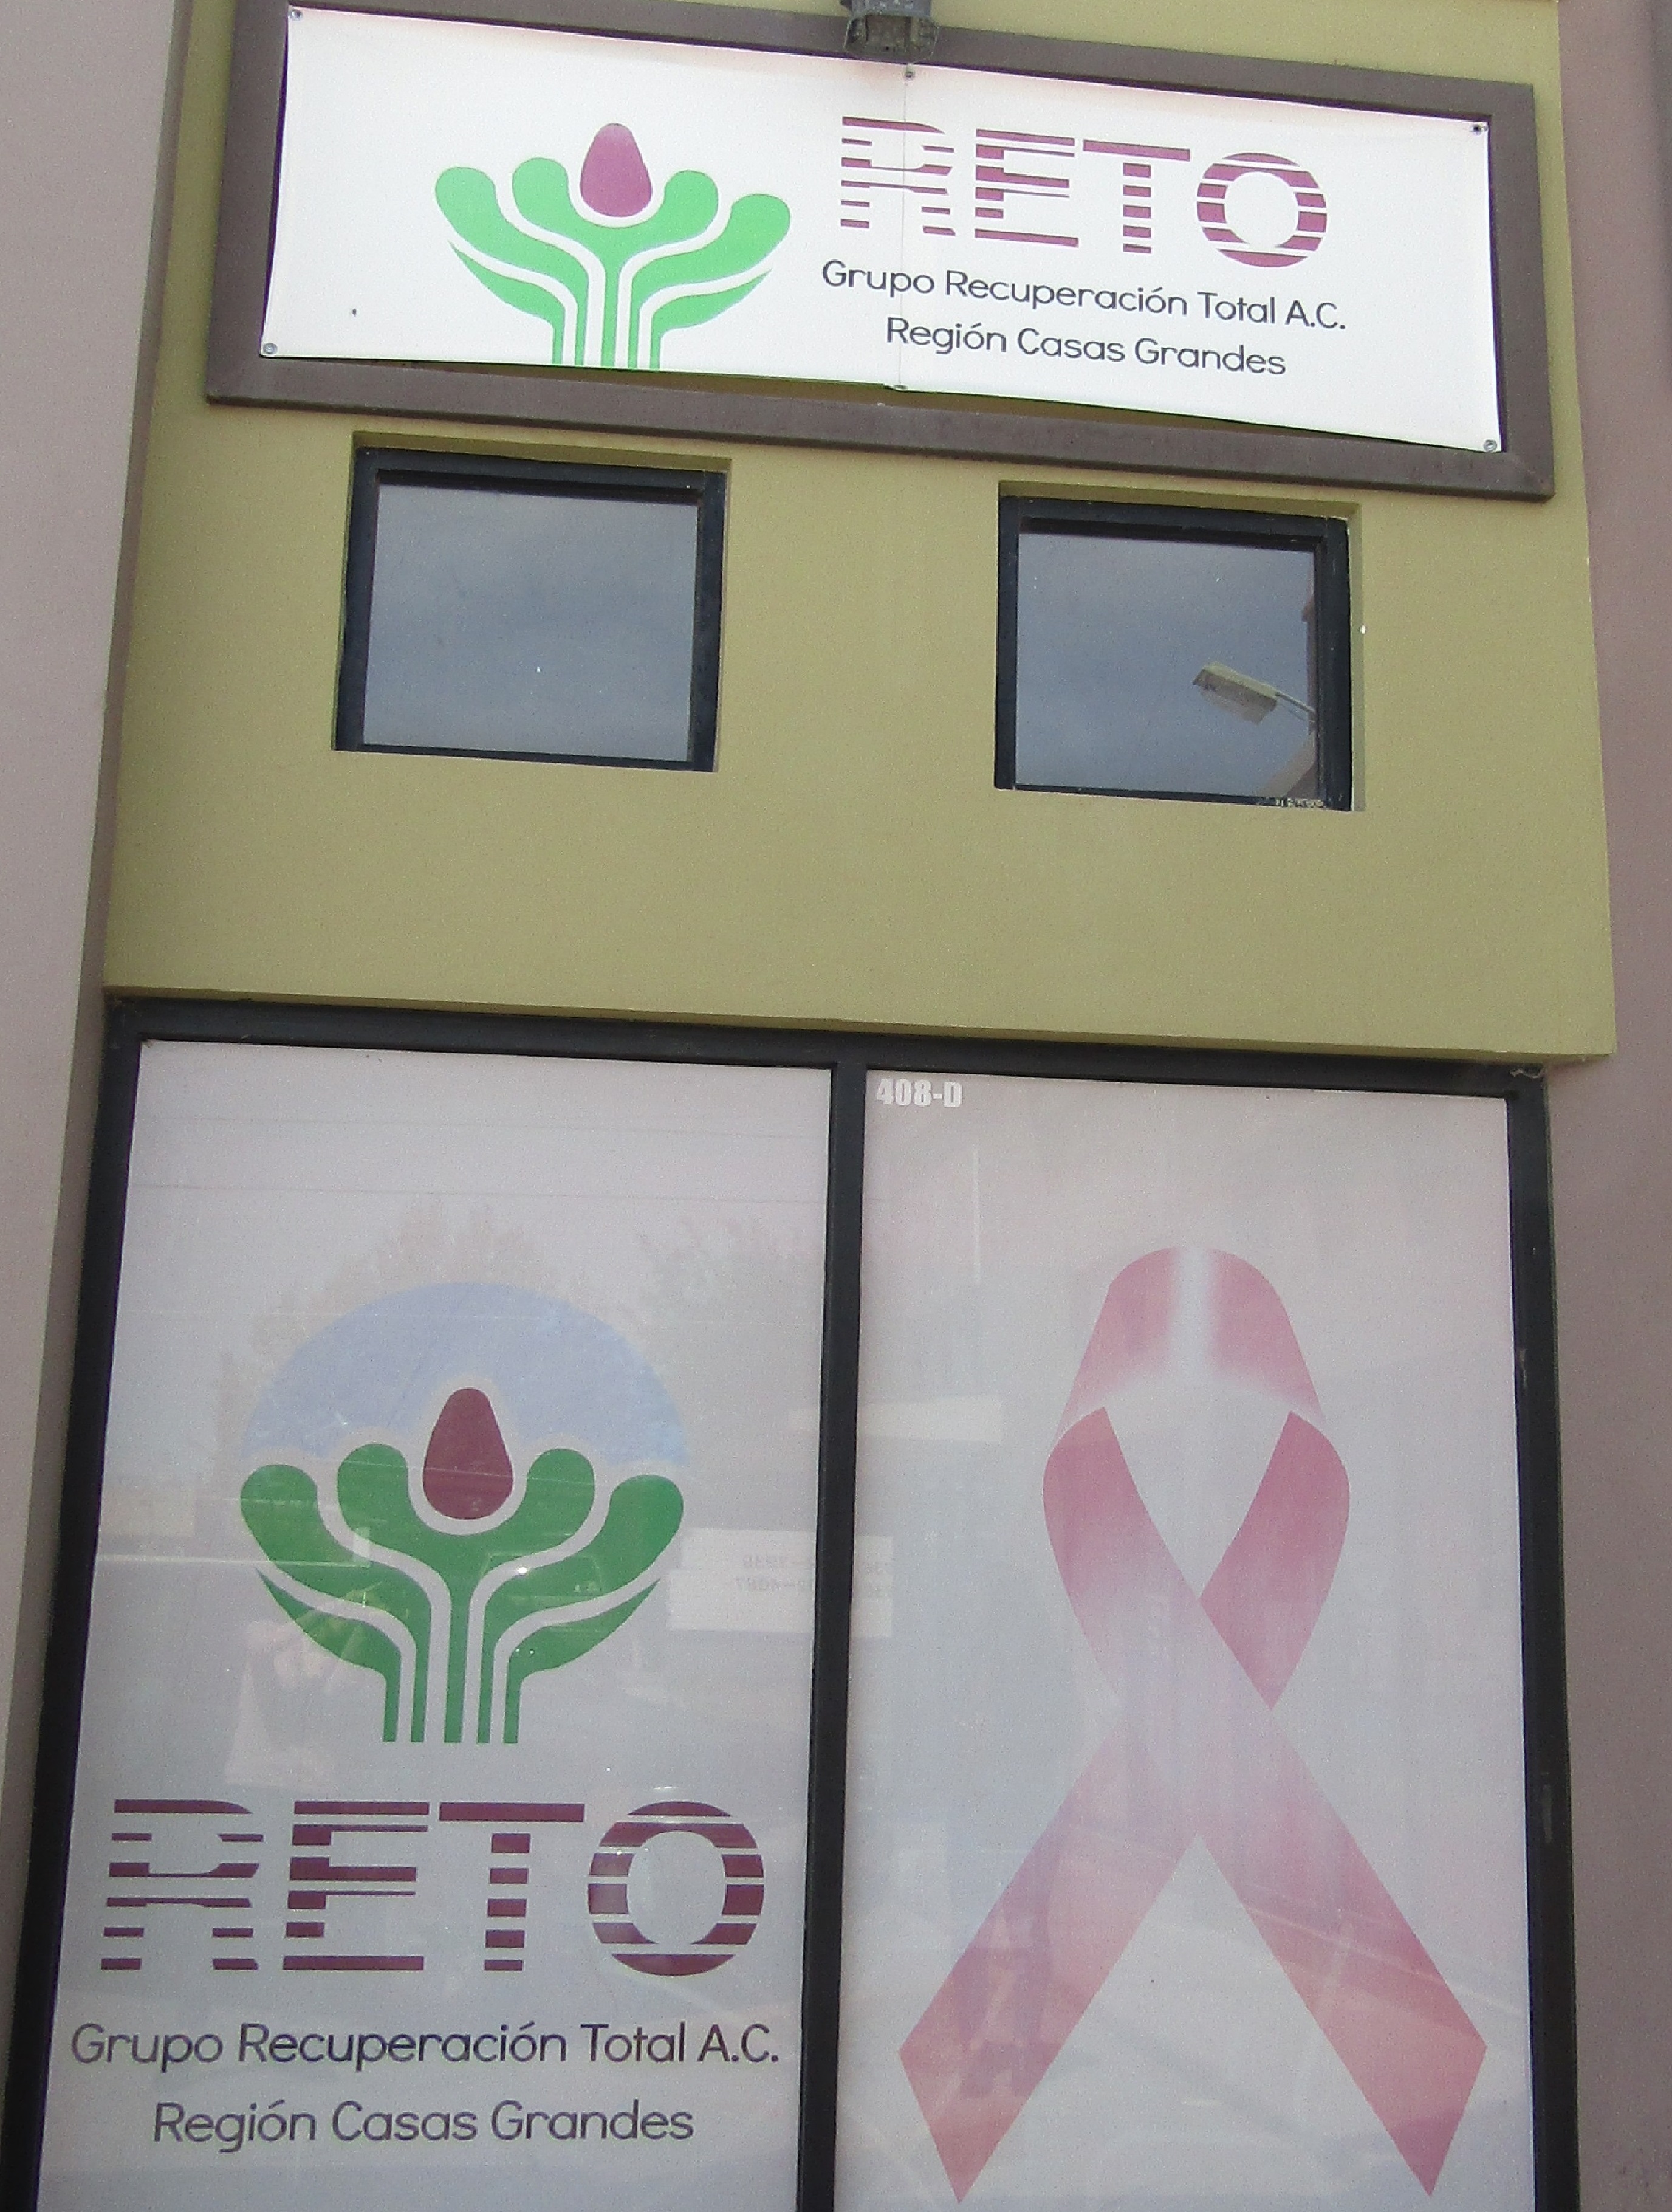 RETO
Grupo Recuperación Total A.C.
Región Casas Grandes
408-D
RETO
Grupo Recuperación Total A.C.
Región Casas Grandes